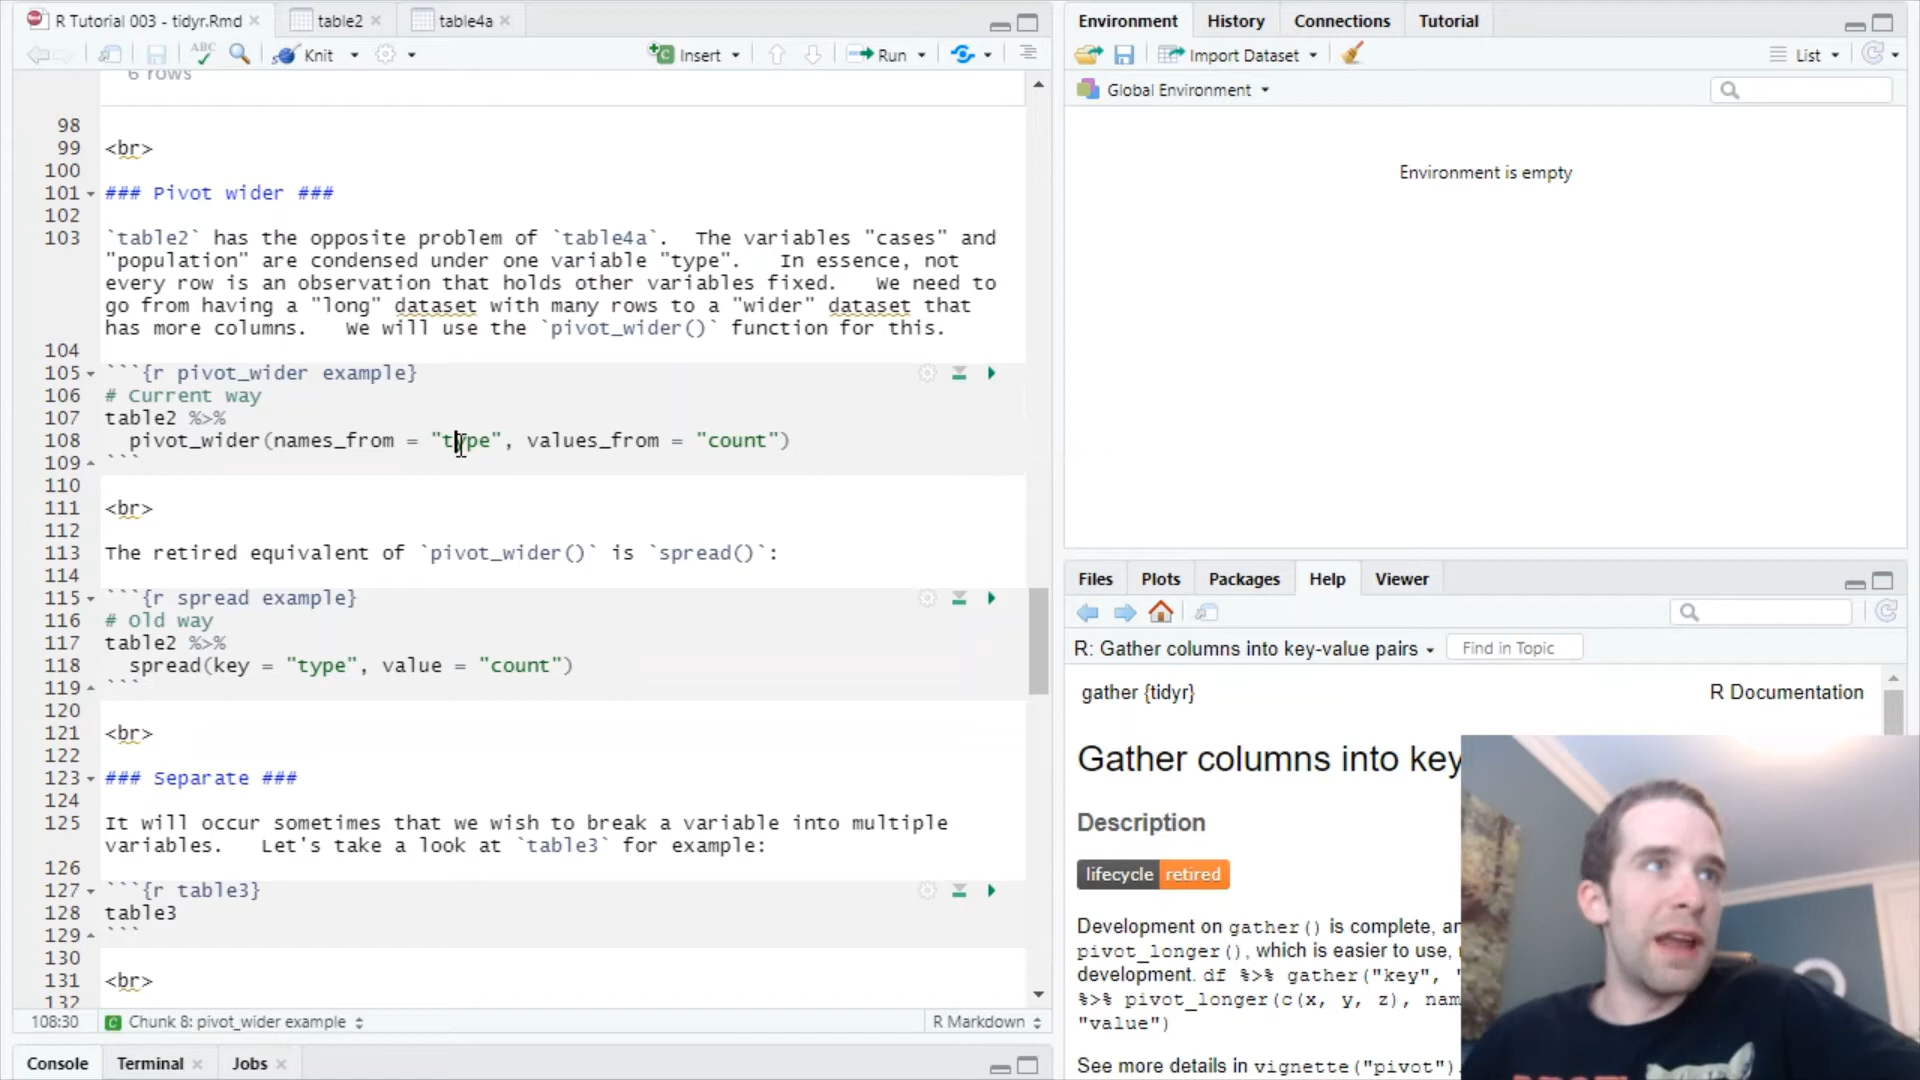 R Tutorial 003 - tidyr.Rmd
table2
table4a
ABC
Knit
Insert
Run
6 rows
98
99 <br>
100
101 ### Pivot wider ###
102
103 `table2` has the opposite problem of `table4a`.  The variables "cases" and
"population" are condensed under one variable "type".   In essence, not
every row is an observation that holds other variables fixed.   We need to
go from having a "long" dataset with many rows to a "wider" dataset that
has more columns.   We will use the `pivot_wider()` function for this.
104
105 ```{r pivot_wider example}
106 # Current way
107 table2 %>%
108   pivot_wider(names_from = "type", values_from = "count")
109 ```
110
111 <br>
112
113 The retired equivalent of `pivot_wider()` is `spread()`:
114
115 ```{r spread example}
116 # Old way
117 table2 %>%
118   spread(key = "type", value = "count")
119 ```
120
121 <br>
122
123 ### Separate ###
124
125 It will occur sometimes that we wish to break a variable into multiple
variables.   Let's take a look at `table3` for example:
126
127 ```{r table3}
128 table3
129 ```
130
131 <br>
132
108:30 Chunk 8: pivot_wider example R Markdown
Console Terminal Jobs
Environment History Connections Tutorial
Import Dataset List
Global Environment
Environment is empty
Files Plots Packages Help Viewer
R: Gather columns into key-value pairs Find in Topic
gather {tidyr} R Documentation
Gather columns into key
Description
lifecycle retired
Development on gather() is complete, an
pivot_longer(), which is easier to use,
development. df %>% gather("key", "
%>% pivot_longer(c(x, y, z), nam
"value")
See more details in vignette("pivot").